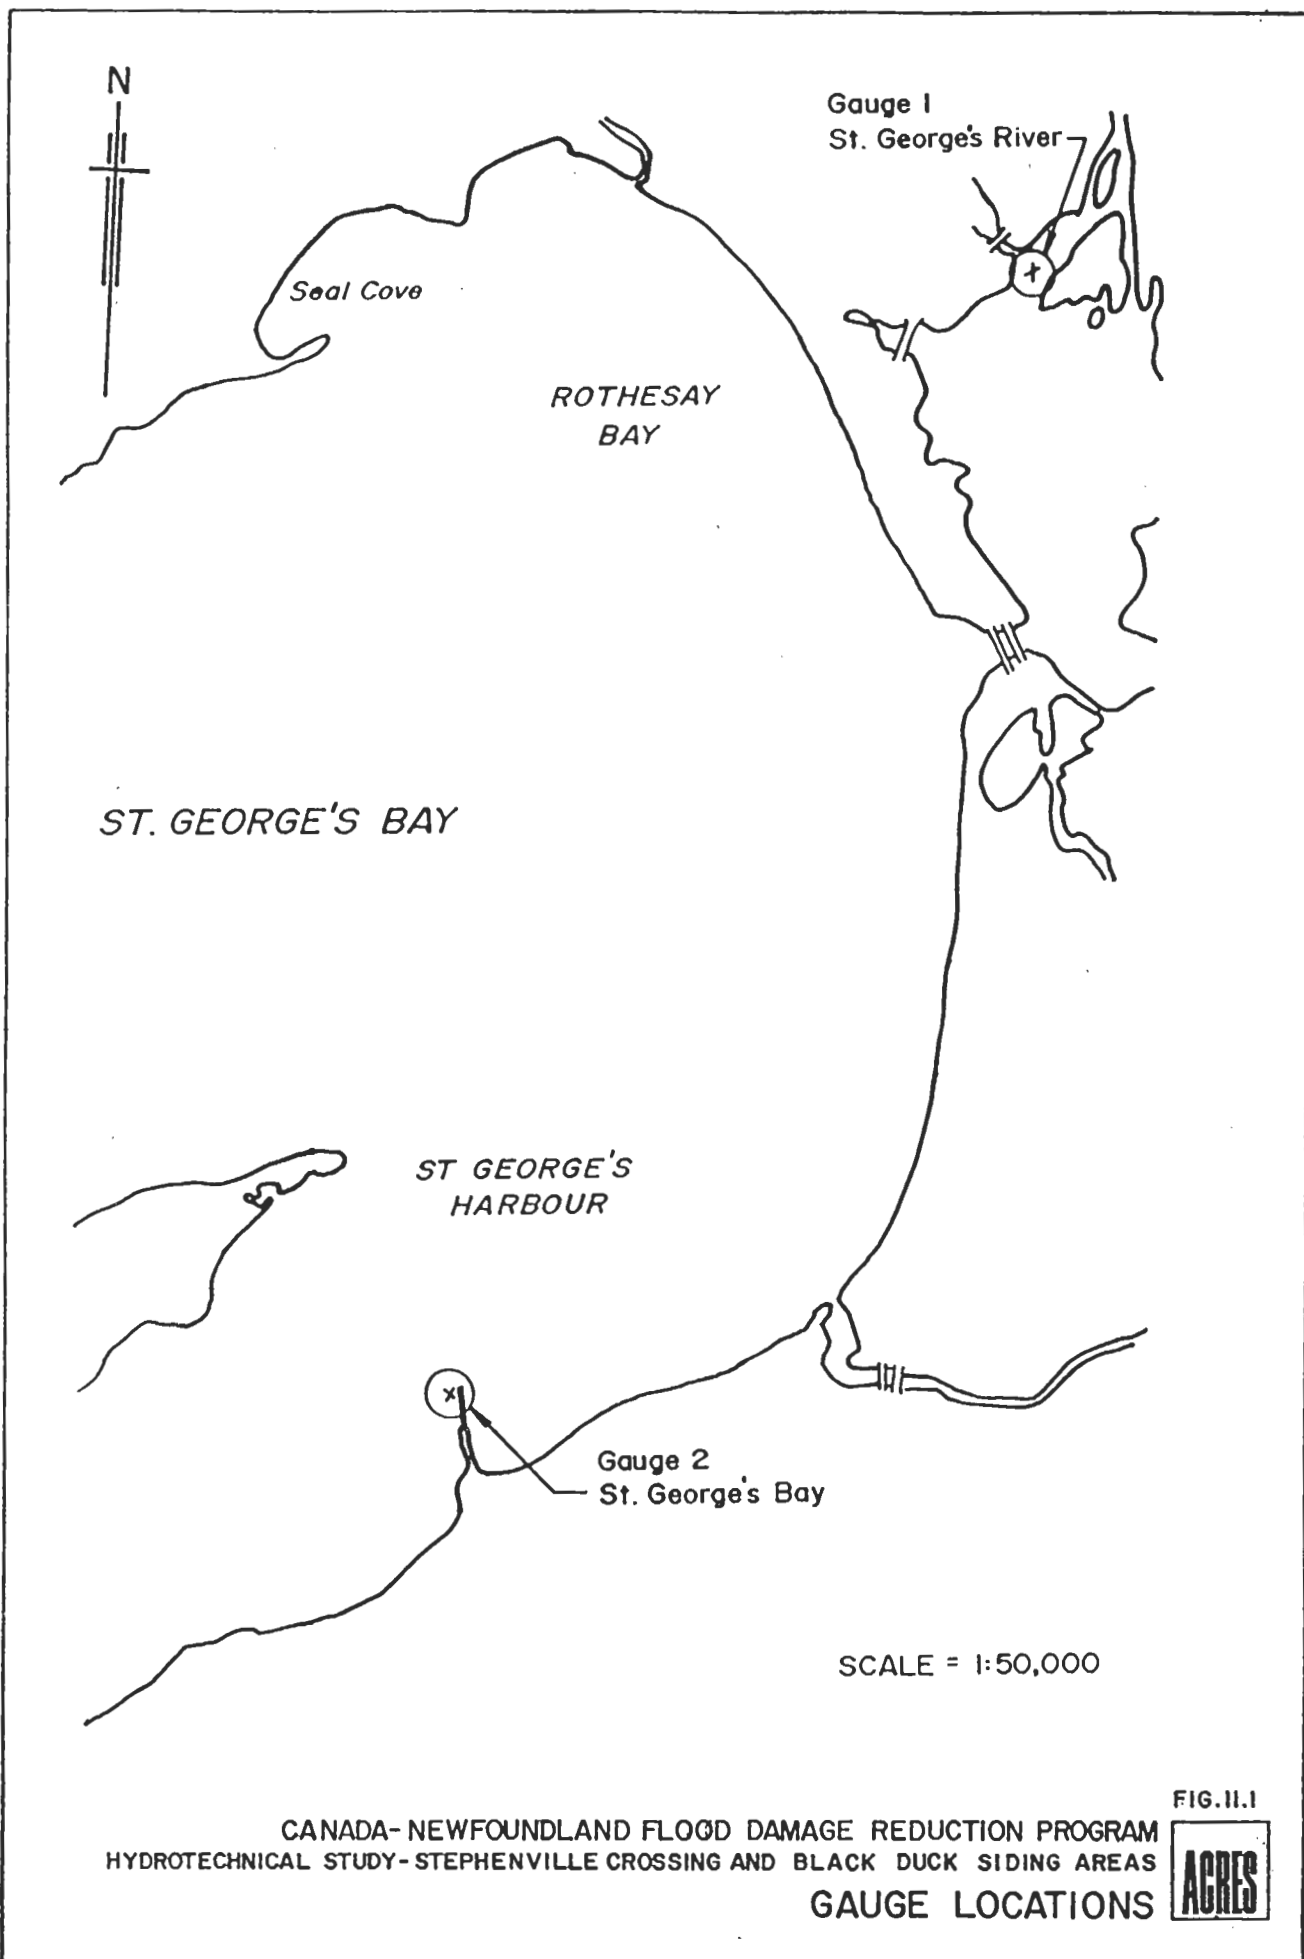 N
Gauge 1
St. George's River
Seal Cove
ROTHESAY
BAY
ST. GEORGE'S BAY
ST GEORGE'S
HARBOUR
Gauge 2
St. George's Bay
SCALE = 1:50,000
FIG. 11.1
CANADA-NEWFOUNDLAND FLOOD DAMAGE REDUCTION PROGRAM
HYDROTECHNICAL STUDY-STEPHENVILLE CROSSING AND BLACK DUCK SIDING AREAS
GAUGE LOCATIONS
ACRES